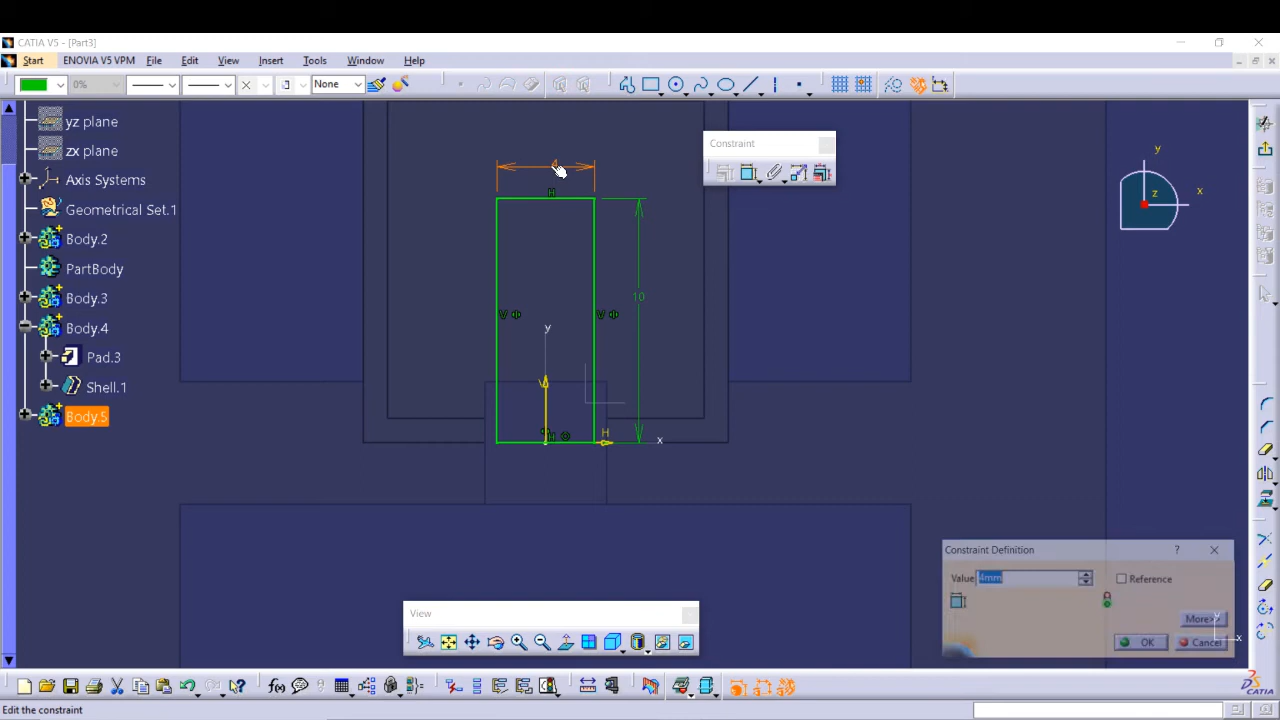 CATIA V5 - [Part3]
Start
ENOVIA V5 VPM
File
Edit
View
Insert
Tools
Window
Help
0%
None
yz plane
zx plane
Axis Systems
Geometrical Set.1
Body.2
PartBody
Body.3
Body.4
Pad.3
Shell.1
Body.5
Constraint
H
10
V
V
y
V
H
H
x
y
z
x
Constraint Definition
?
Value 4mm
Reference
More>>
OK
Cancel
y
x
View
f(x)
CATIA
Edit the constraint